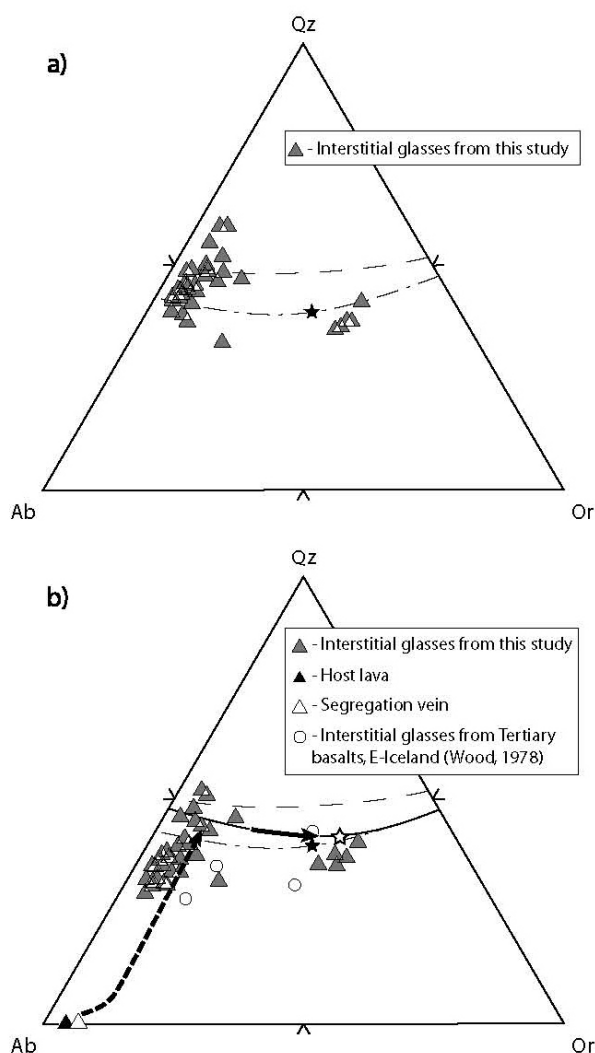 Qz
a)
- Interstitial glasses from this study
Ab
Or
Qz
b)
- Interstitial glasses from this study
- Host lava
- Segregation vein
- Interstitial glasses from Tertiary
basalts, E-Iceland (Wood, 1978)
Ab
Or